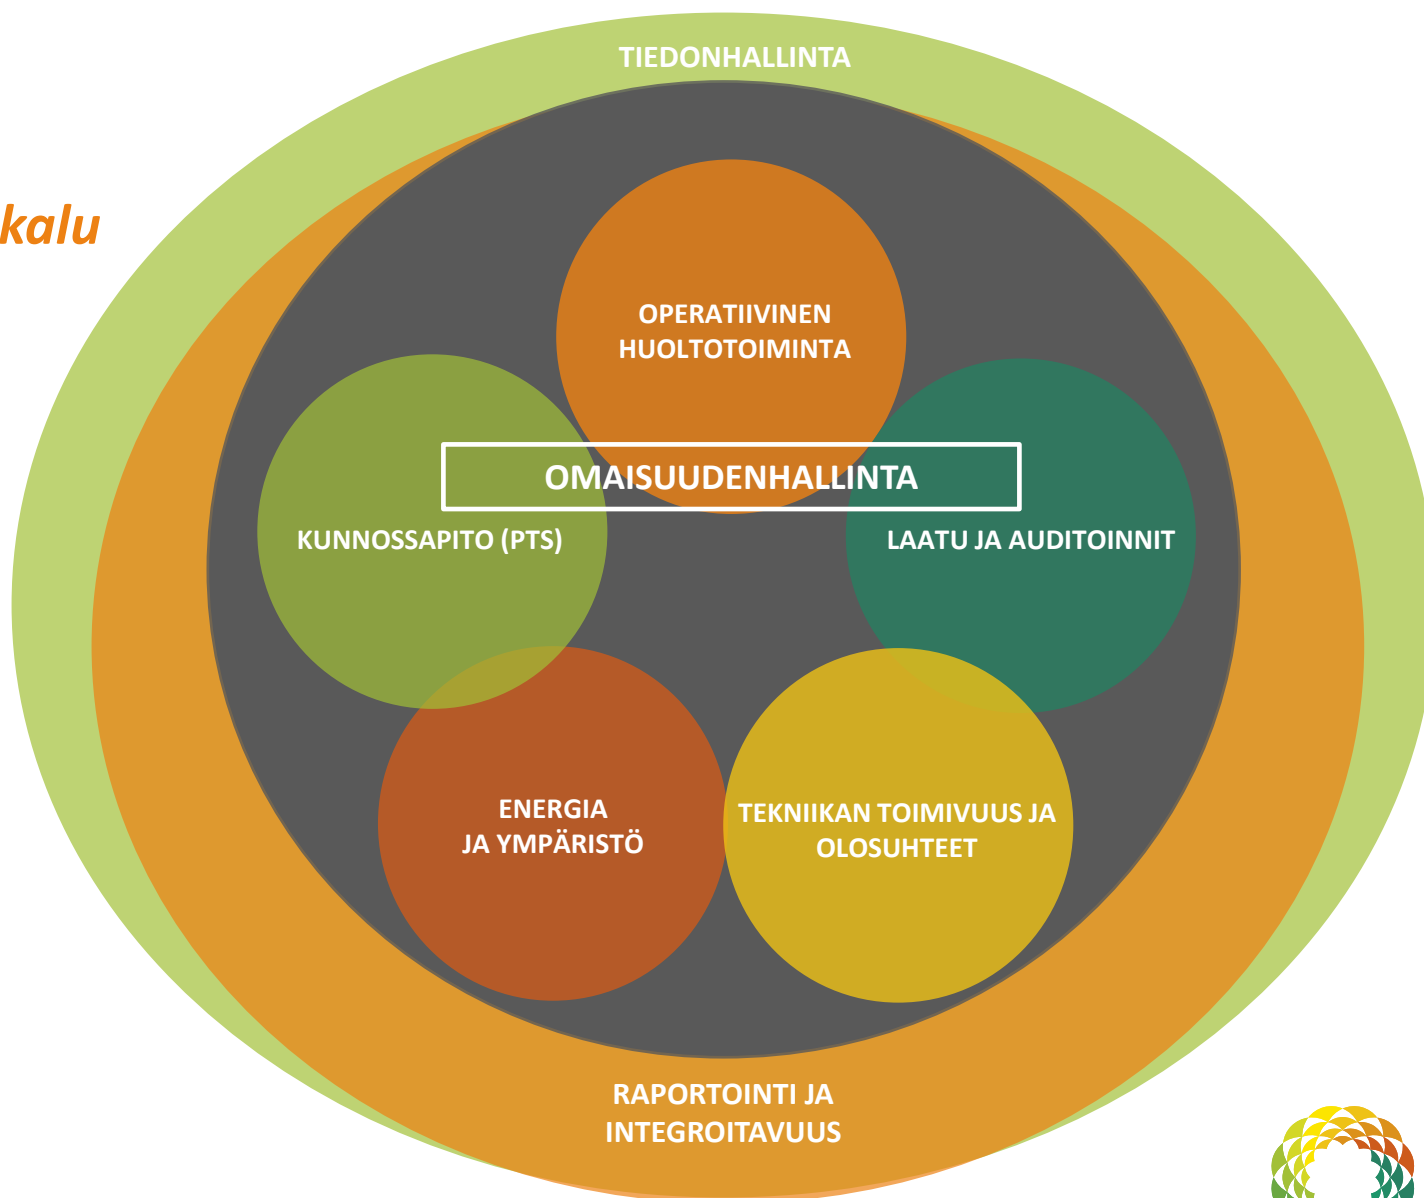 TIEDONHALLINTA
kalu
OPERATIIVINEN
HUOLTOTOIMINTA
OMAISUUDENHALLINTA
KUNNOSSAPITO (PTS)
LAATU JA AUDITOINNIT
ENERGIA
JA YMPÄRISTÖ
TEKNIIKAN TOIMIVUUS JA
OLOSUHTEET
RAPORTOINTI JA
INTEGROITAVUUS